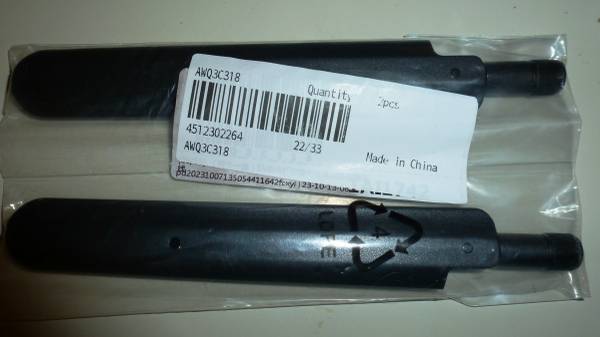 AWQ3C318
Quantity 2pcs
4512302264
22/33
AWQ3C318
Made in China
4
LDPE